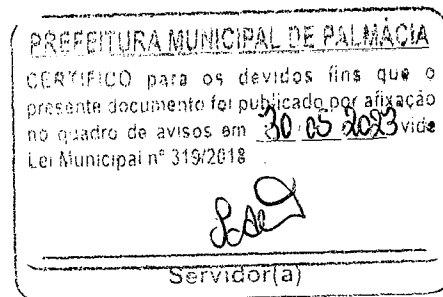 PREFEITURA MUNICIPAL DE PALMÁCIA
CERTIFICO para os devidos fins que o
presente documento foi publicado por afixação
no quadro de avisos em 30 05 2023 vide
Lei Municipal nº 319/2018
Servidor(a)